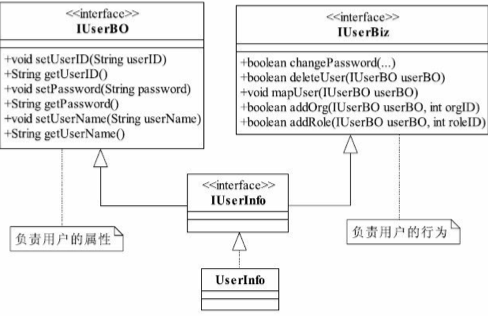 <<interface>>
IUserBO
+void setUserID(String userID)
+String getUserID()
+void setPassword(String password)
+String getPassword()
+void setUserName(String userName)
+String getUserName()
<<interface>>
IUserBiz
+boolean changePassword(...)
+boolean deleteUser(IUserBO userBO)
+void mapUser(IUserBO userBO)
+boolean addOrg(IUserBO userBO, int orgID)
+boolean addRole(IUserBO userBO, int roleID)
<<interface>>
IUserInfo
负责用户的属性
负责用户的行为
UserInfo